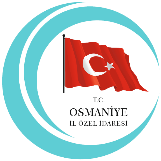 T.C.
OSMANİYE
İL ÖZEL İDARESİ